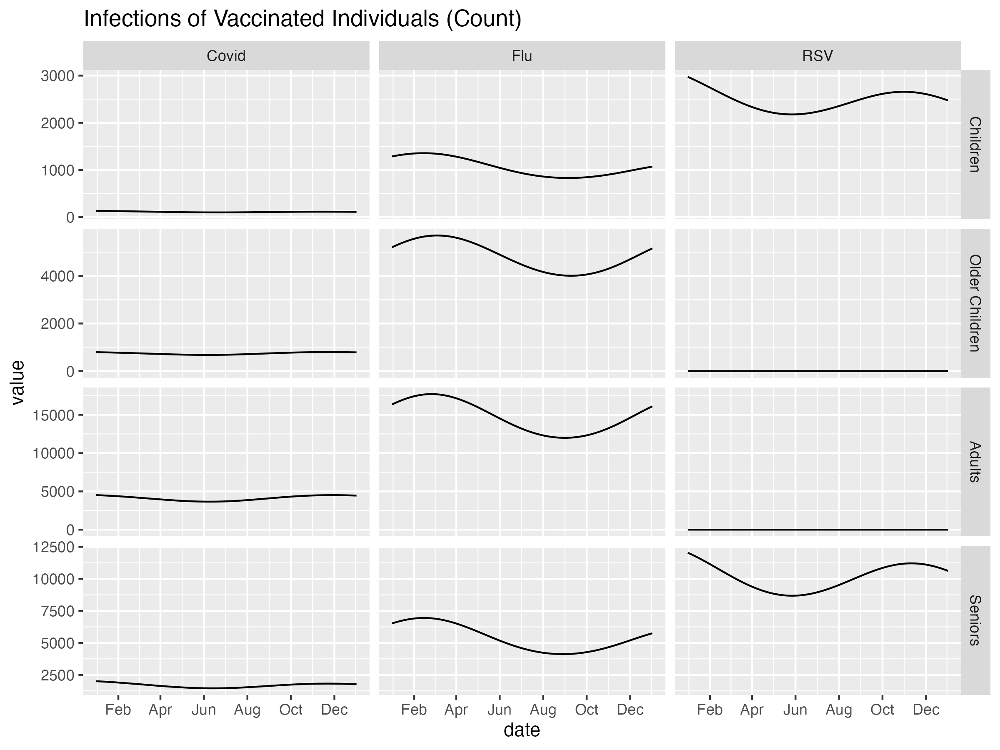 Infections of Vaccinated Individuals (Count)
Covid Flu RSV
3000
2000
1000
0
Children
4000
2000
0
Older Children
value
15000
10000
5000
0
Adults
12500
10000
7500
5000
2500
Seniors
Feb Apr Jun Aug Oct Dec Feb Apr Jun Aug Oct Dec Feb Apr Jun Aug Oct Dec
date